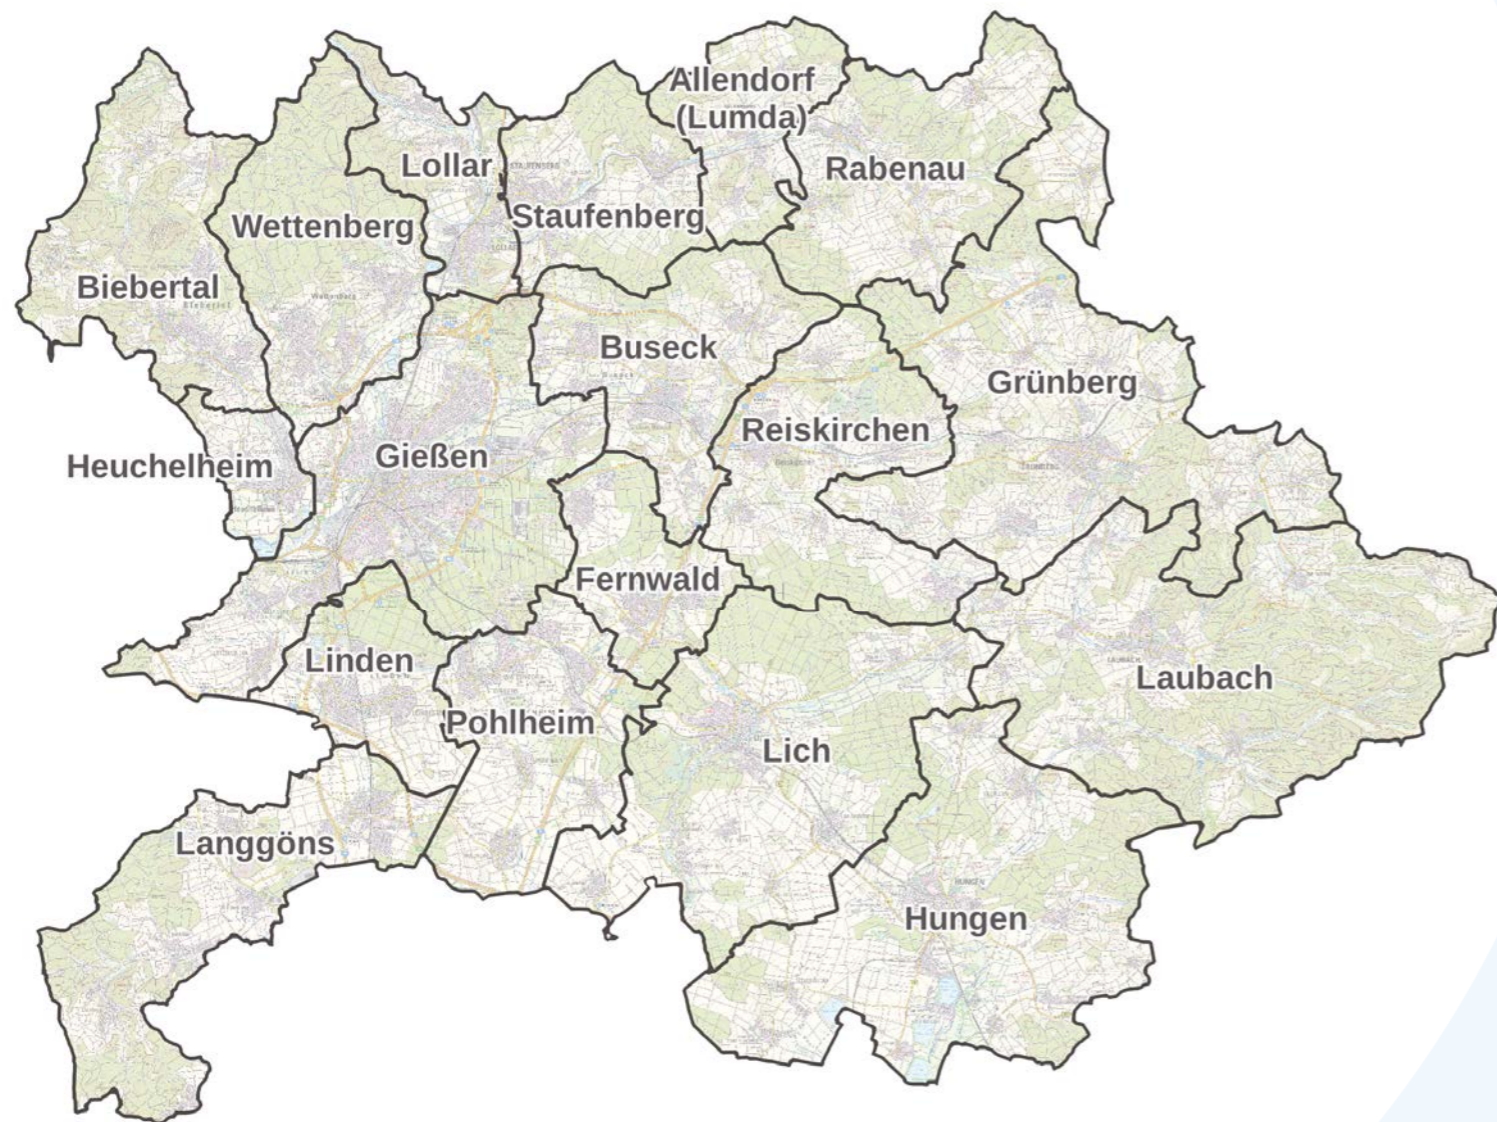 Allendorf
(Lumda)
Lollar
Rabenau
Staufenberg
Wettenberg
Biebertal
Buseck
Grünberg
Reiskirchen
Gießen
Heuchelheim
Fernwald
Linden
Laubach
Pohlheim
Lich
Langgöns
Hungen